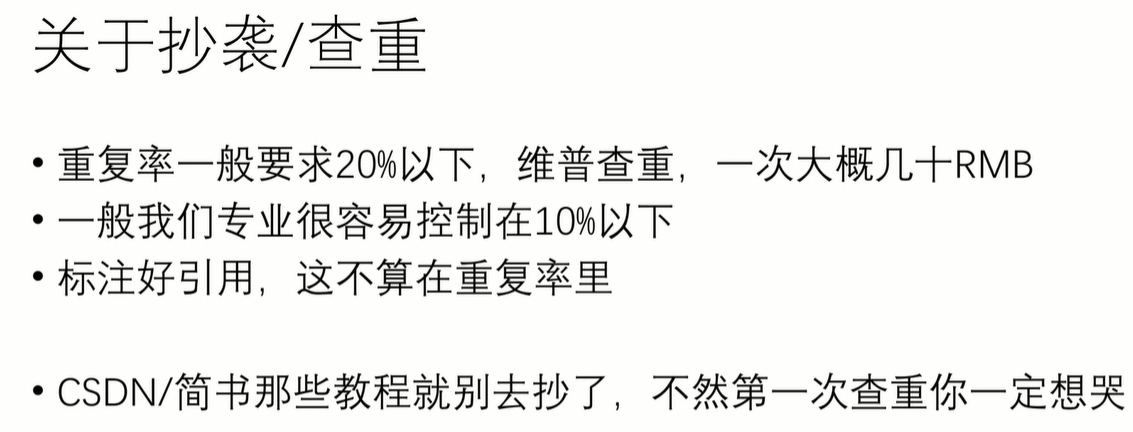 关于抄袭/查重
• 重复率一般要求20%以下，维普查重，一次大概几十RMB
• 一般我们专业很容易控制在10%以下
• 标注好引用，这不算在重复率里
• CSDN/简书那些教程就别去抄了，不然第一次查重你一定想哭